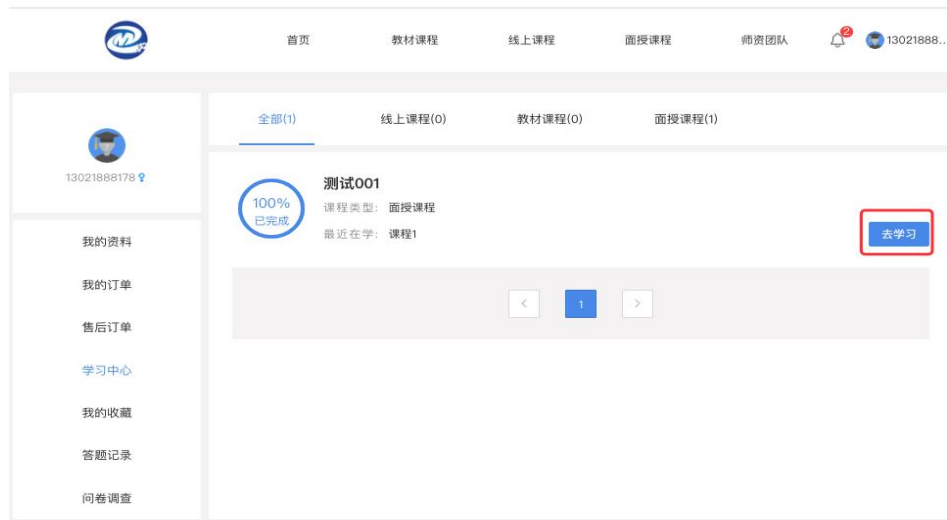 首页 教材课程 线上课程 面授课程 师资团队 2 13021888..
13021888178
我的资料
我的订单
售后订单
学习中心
我的收藏
答题记录
问卷调查
全部(1) 线上课程(0) 教材课程(0) 面授课程(1)
100%
已完成
测试001
课程类型: 面授课程
最近在学: 课程1
去学习
< 1 >